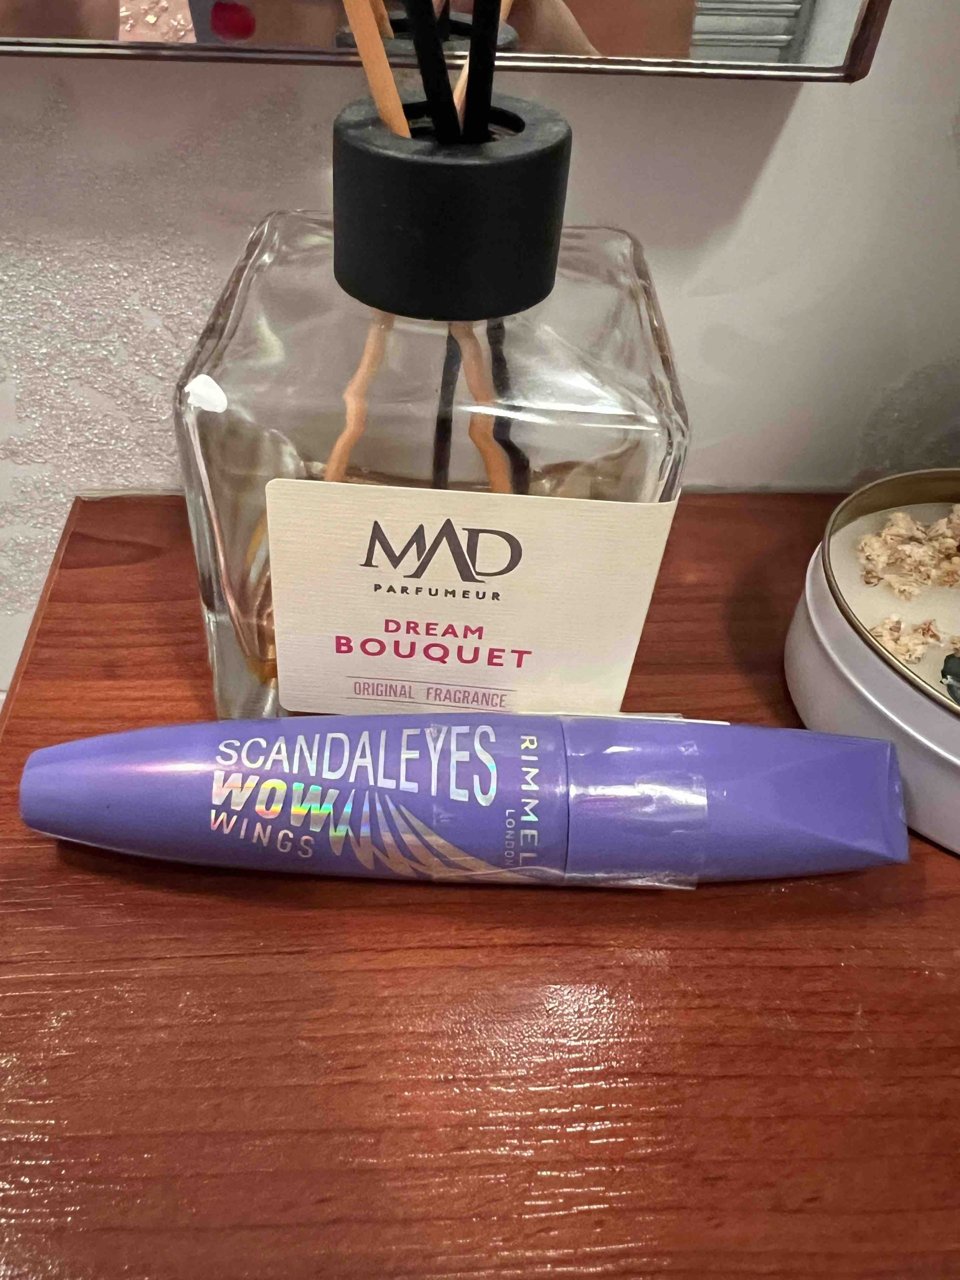 MAD
PARFUMEUR
DREAM
BOUQUET
ORIGINAL FRAGRANCE
SCANDALEYES
WOW
WINGS
RIMMEL
LONDON